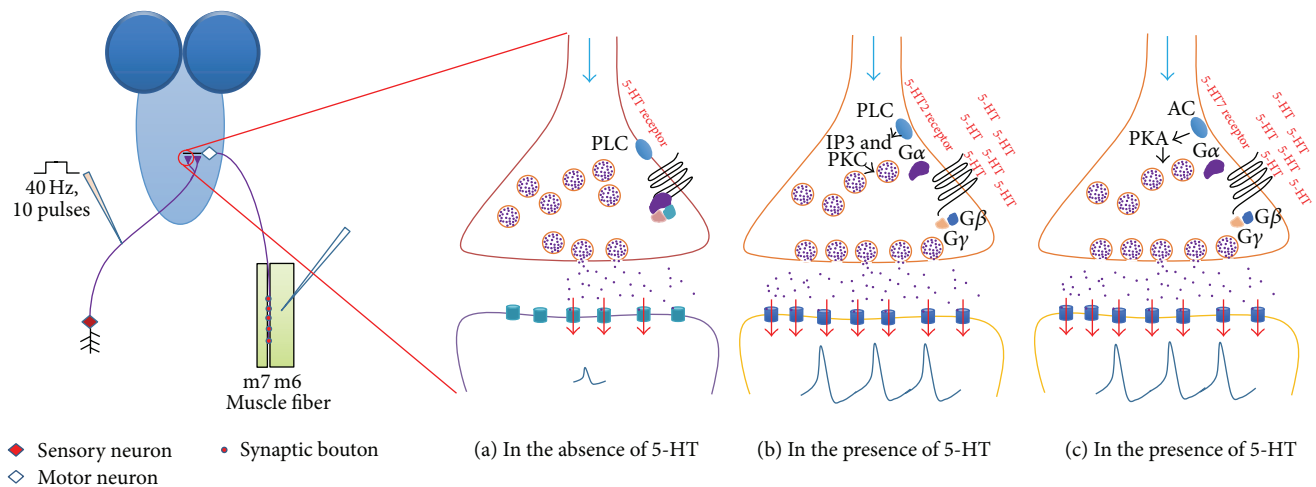 40 Hz,
10 pulses
m7 m6
Muscle fiber
Sensory neuron
Synaptic bouton
Motor neuron
5-HT receptor
PLC
(a) In the absence of 5-HT
5-HT2 receptor
5-HT
5-HT
5-HT
5-HT
5-HT
5-HT
5-HT
5-HT
PLC
IP3 and
PKC
Gα
Gβ
Gγ
(b) In the presence of 5-HT
5-HT7 receptor
5-HT
5-HT
5-HT
5-HT
5-HT
5-HT
5-HT
5-HT
AC
PKA
Gα
Gβ
Gγ
(c) In the presence of 5-HT